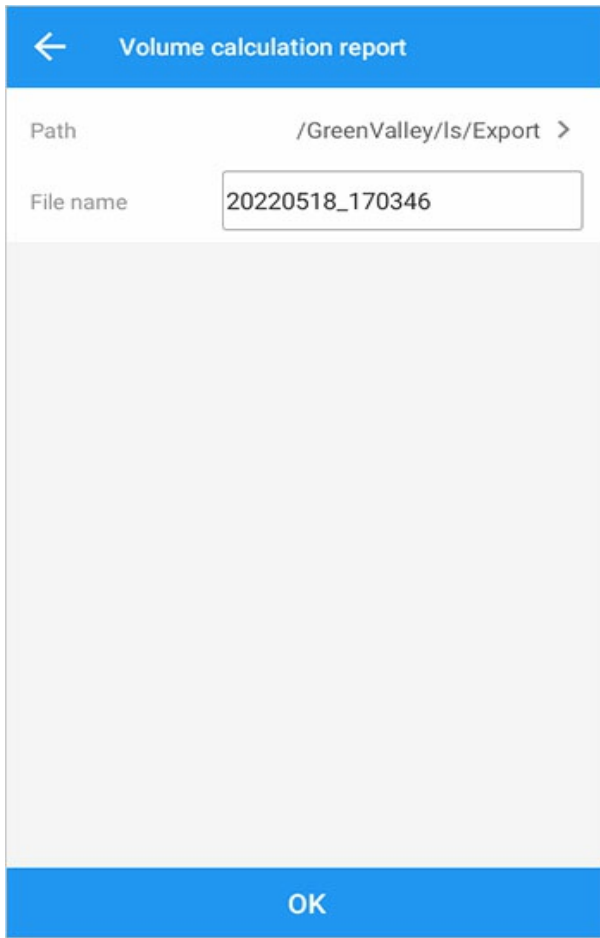 Volume calculation report
Path /GreenValley/ls/Export >
File name 20220518_170346
OK